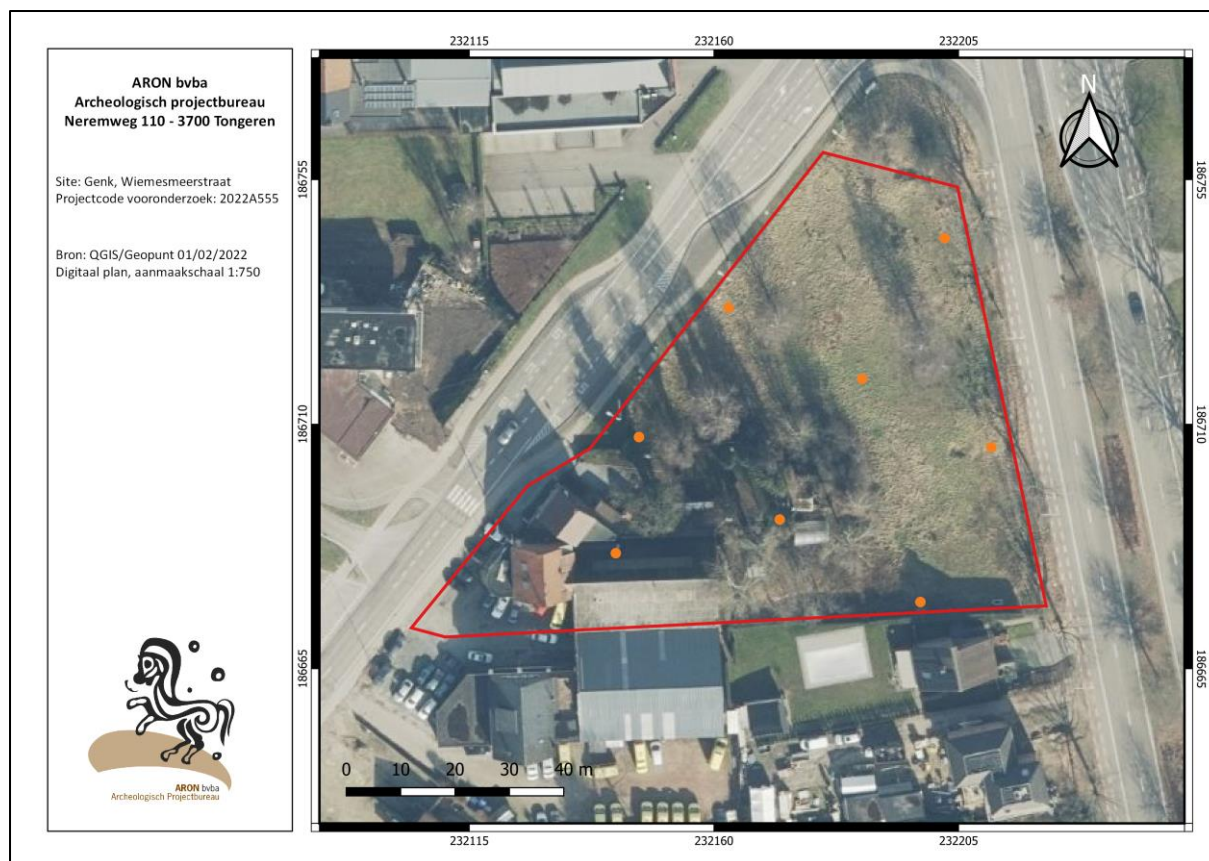 ARON bvba
Archeologisch projectbureau
Neremweg 110 - 3700 Tongeren
Site: Genk, Wiemesmeerstraat
Projectcode vooronderzoek: 2022A555
Bron: QGIS/Geopunt 01/02/2022
Digitaal plan, aanmaakschaal 1:750
ARON bvba
Archeologisch Projectbureau
232115 232160 232205
186755 186755
186710 186710
186665 186665
N
0 10 20 30 40 m
232115 232160 232205